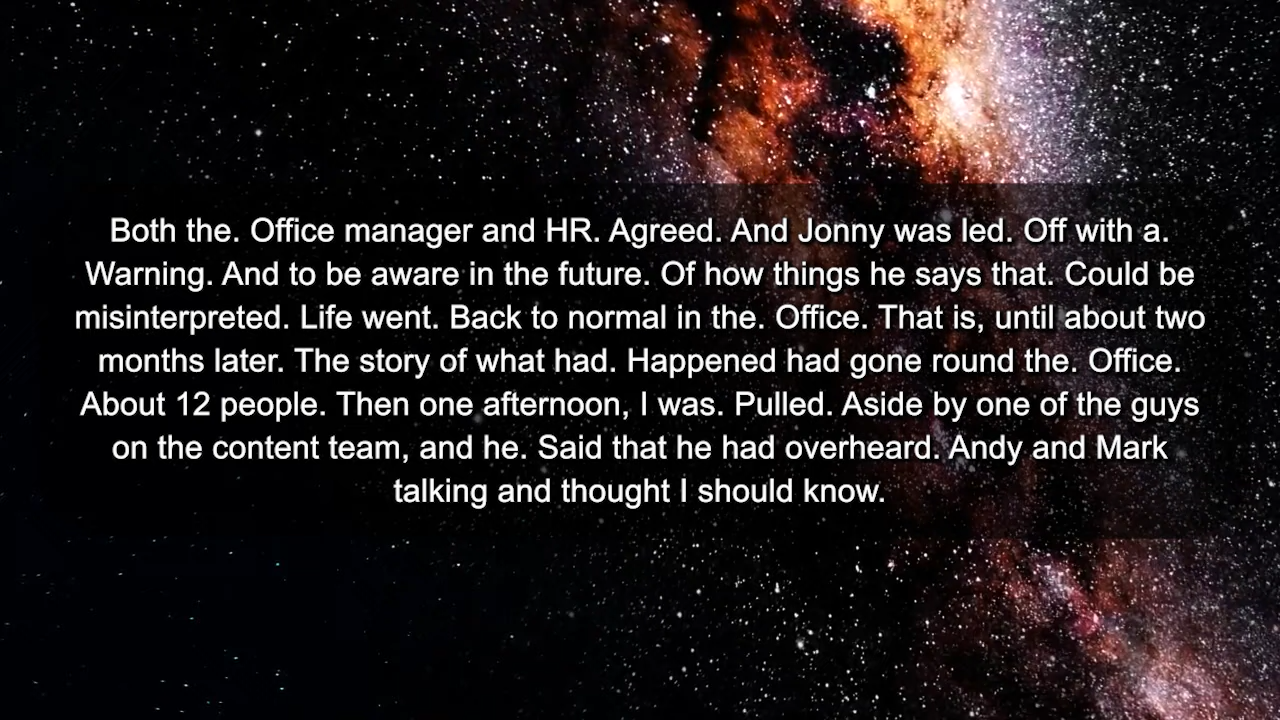 Both the. Office manager and HR. Agreed. And Jonny was led. Off with a.
Warning. And to be aware in the future. Of how things he says that. Could be
misinterpreted. Life went. Back to normal in the. Office. That is, until about two
months later. The story of what had. Happened had gone round the. Office.
About 12 people. Then one afternoon, I was. Pulled. Aside by one of the guys
on the content team, and he. Said that he had overheard. Andy and Mark
talking and thought I should know.